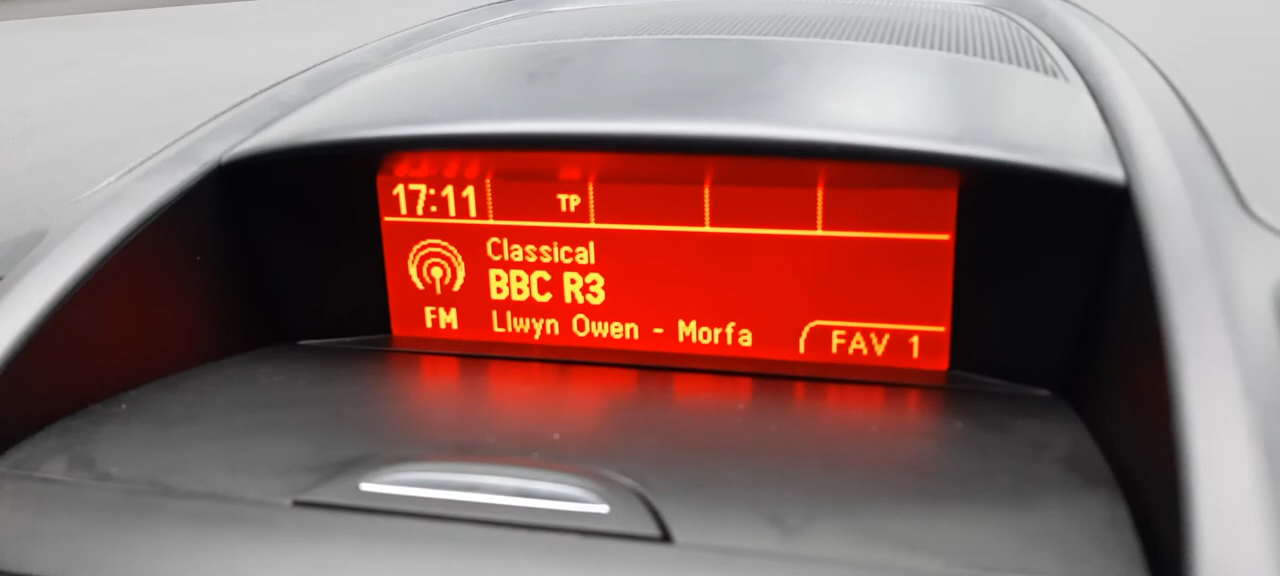 17:11 TP
Classical
BBC R3
FM Llwyn Owen - Morfa FAV 1